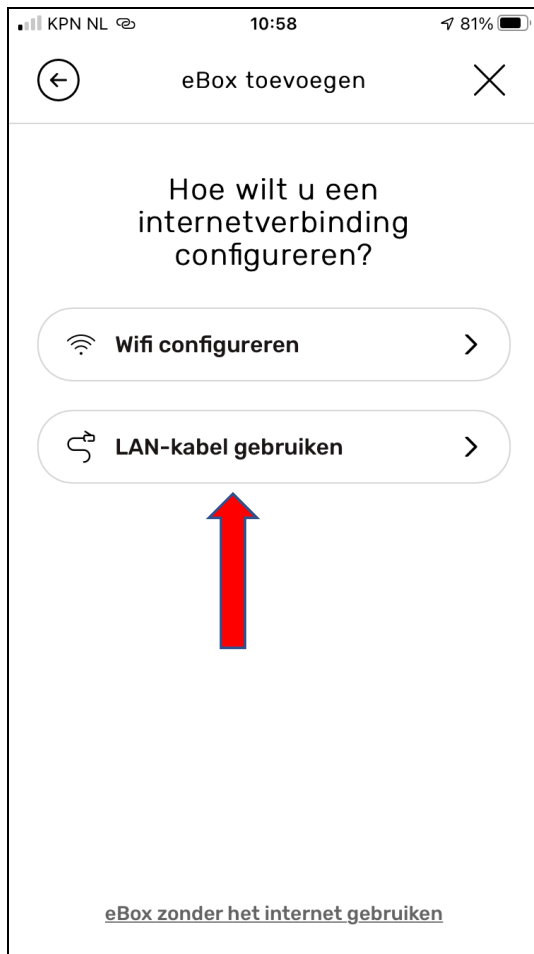 KPN NL 10:58 81%
eBox toevoegen
Hoe wilt u een
internetverbinding
configureren?
Wifi configureren
LAN-kabel gebruiken
eBox zonder het internet gebruiken